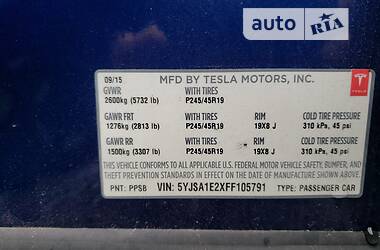 auto RIA
09/15 MFD BY TESLA MOTORS, INC.
GVWR WITH TIRES
2600kg (5732 lb) P245/45R19
TESLA
GAWR FRT WITH TIRES RIM COLD TIRE PRESSURE
1276kg (2813 lb) P245/45R19 19X8 J 310 kPa, 45 psi
GAWR RR WITH TIRES RIM COLD TIRE PRESSURE
1500kg (3307 lb) P245/45R19 19X8 J 310 kPa, 45 psi
THIS VEHICLE CONFORMS TO ALL APPLICABLE U.S. FEDERAL MOTOR VEHICLE SAFETY, BUMPER, AND
THEFT PREVENTION STANDARDS IN EFFECT ON THE DATE OF MANUFACTURE SHOWN ABOVE.
PNT: PPSB VIN: 5YJSA1E2XFF105791 TYPE: PASSENGER CAR